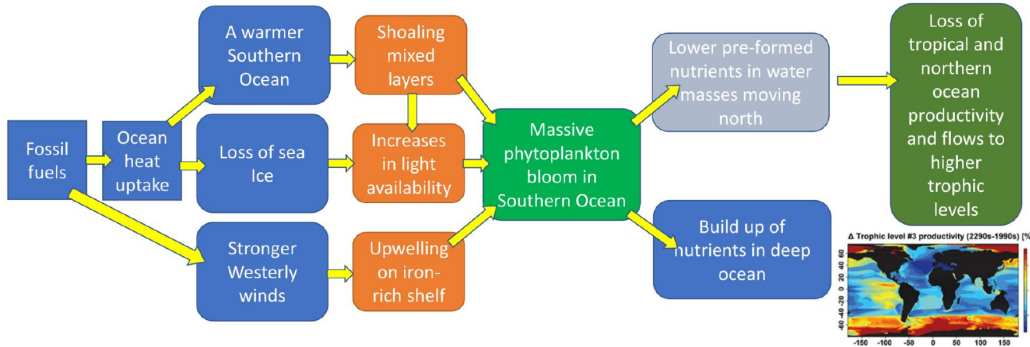 Fossil
fuels
Ocean
heat
uptake
A warmer
Southern
Ocean
Loss of sea
Ice
Stronger
Westerly
winds
Shoaling
mixed
layers
Increases
in light
availability
Upwelling
on iron-
rich shelf
Massive
phytoplankton
bloom in
Southern Ocean
Lower pre-formed
nutrients in water
masses moving
north
Build up of
nutrients in deep
ocean
Loss of
tropical and
northern
ocean
productivity
and flows to
higher
trophic
levels
Δ Trophic level #3 productivity (2290s-1990s) [%
60
40
20
0
-20
-40
-60
-150 -100 -50 0 50 100 150